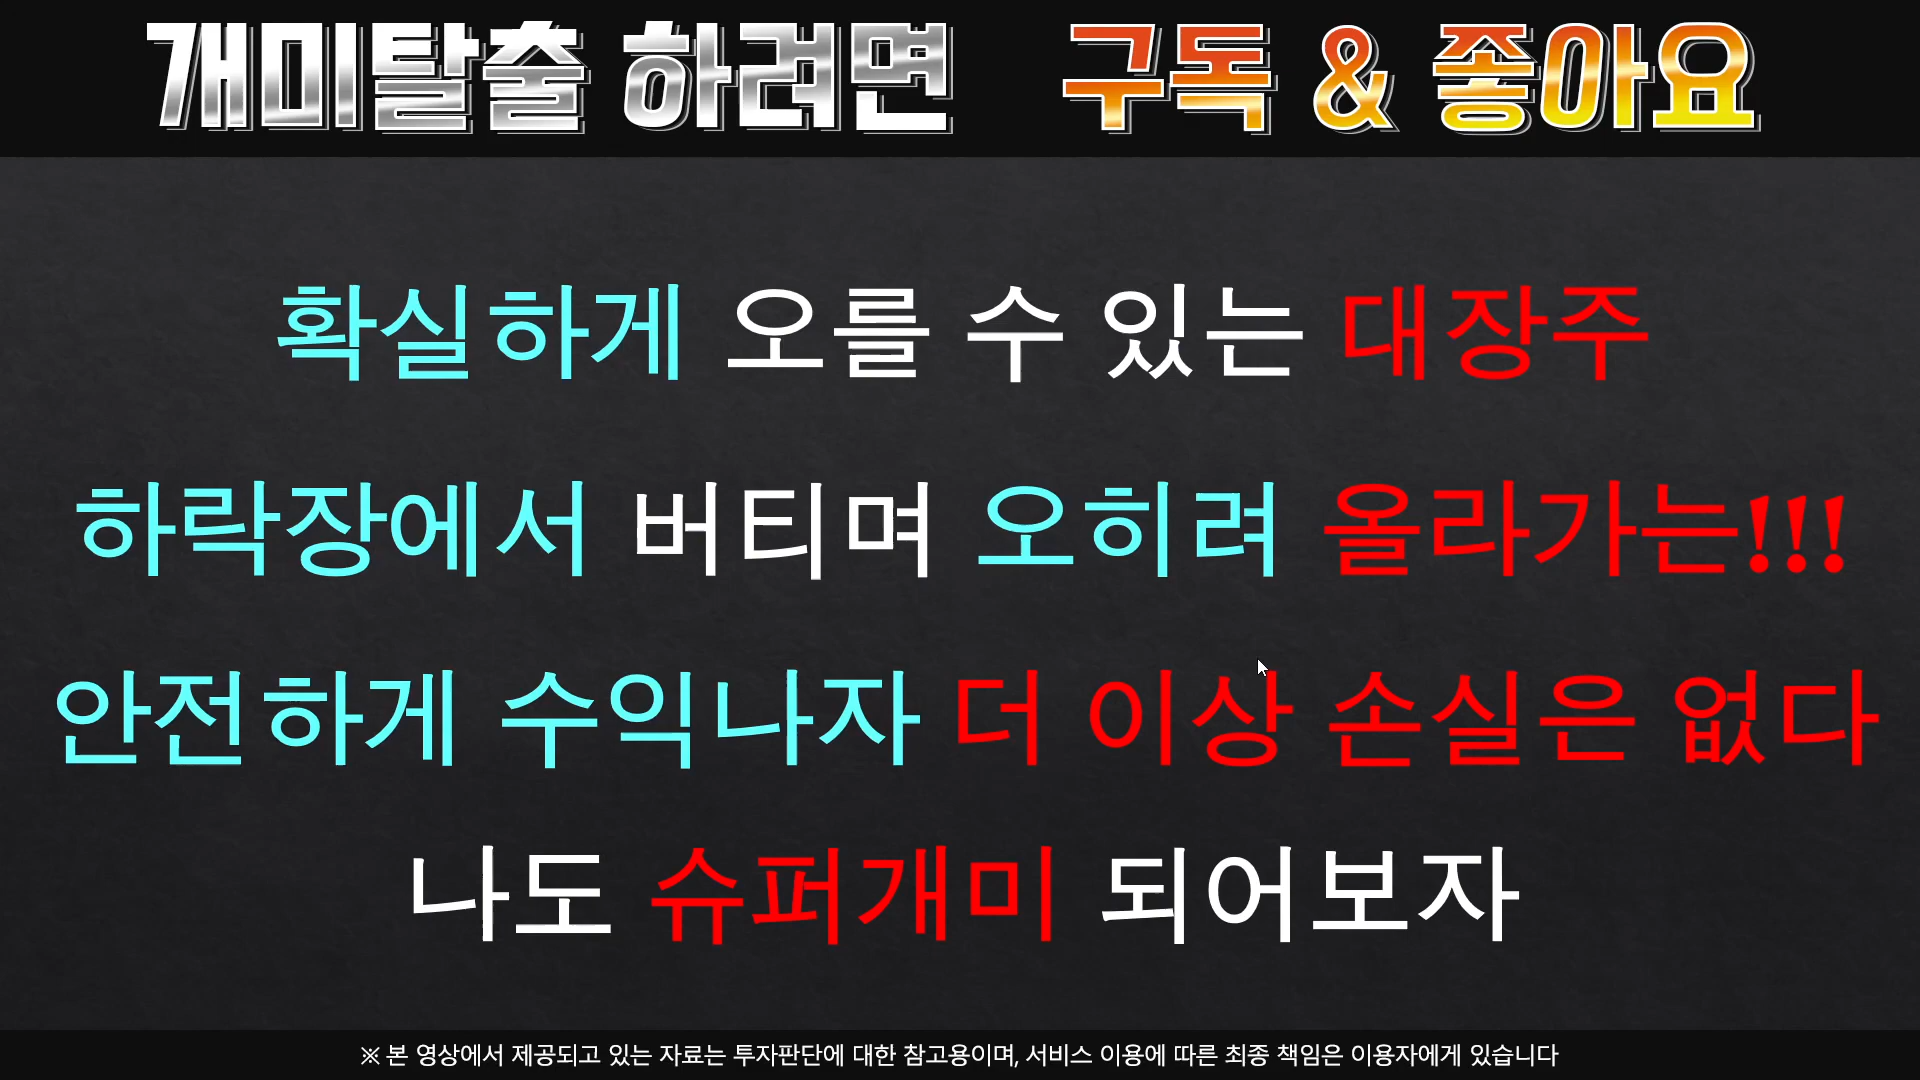 개미탈출 하려면 구독 & 좋아요
확실하게 오를 수 있는 대장주
하락장에서 버티며 오히려 올라가는!!!
안전하게 수익나자 더 이상 손실은 없다
나도 슈퍼개미 되어보자
※ 본 영상에서 제공되고 있는 자료는 투자판단에 대한 참고용이며, 서비스 이용에 따른 최종 책임은 이용자에게 있습니다